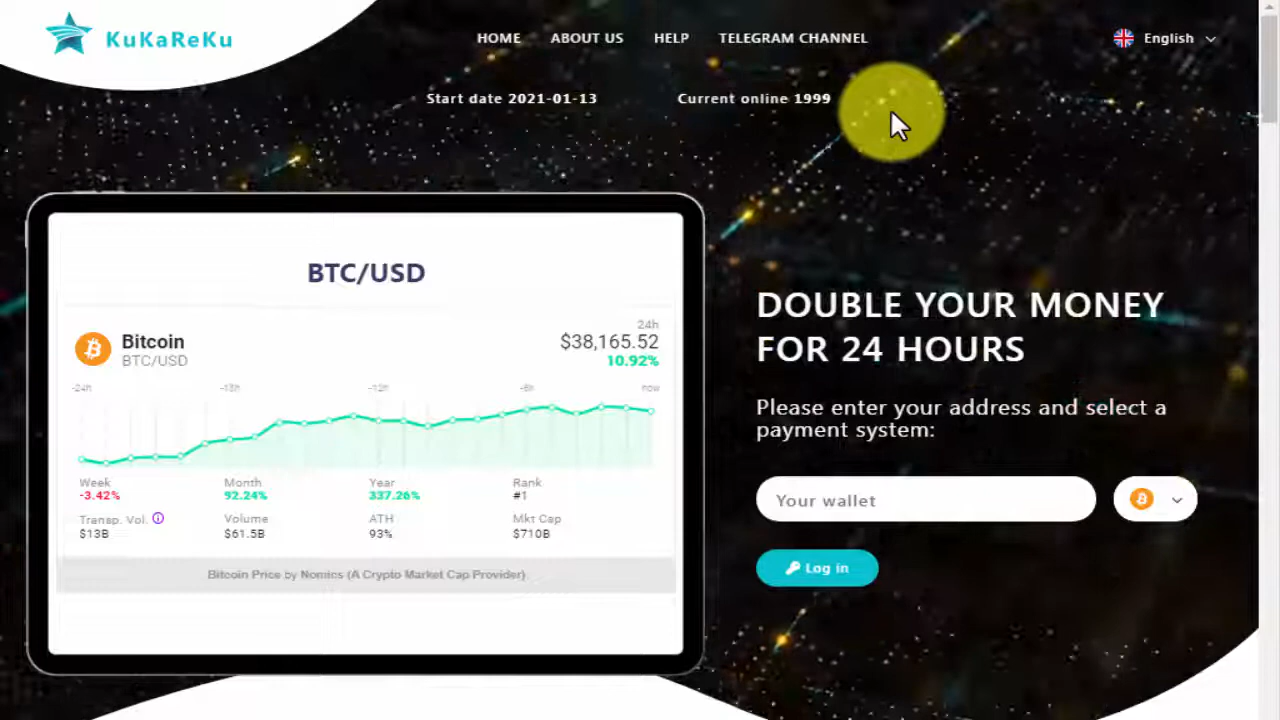 KuKaReKu
HOME ABOUT US HELP TELEGRAM CHANNEL
English
Start date 2021-01-13 Current online 1999
BTC/USD
Bitcoin
BTC/USD
24h
$38,165.52
10.92%
-24h -18h -12h -6h now
Week Month Year Rank
-3.42% 92.24% 337.26% #1
Transp. Vol. Volume ATH Mkt Cap
$13B $61.5B 93% $710B
Bitcoin Price by Nomics (A Crypto Market Cap Provider)
DOUBLE YOUR MONEY
FOR 24 HOURS
Please enter your address and select a
payment system:
Your wallet
Log in